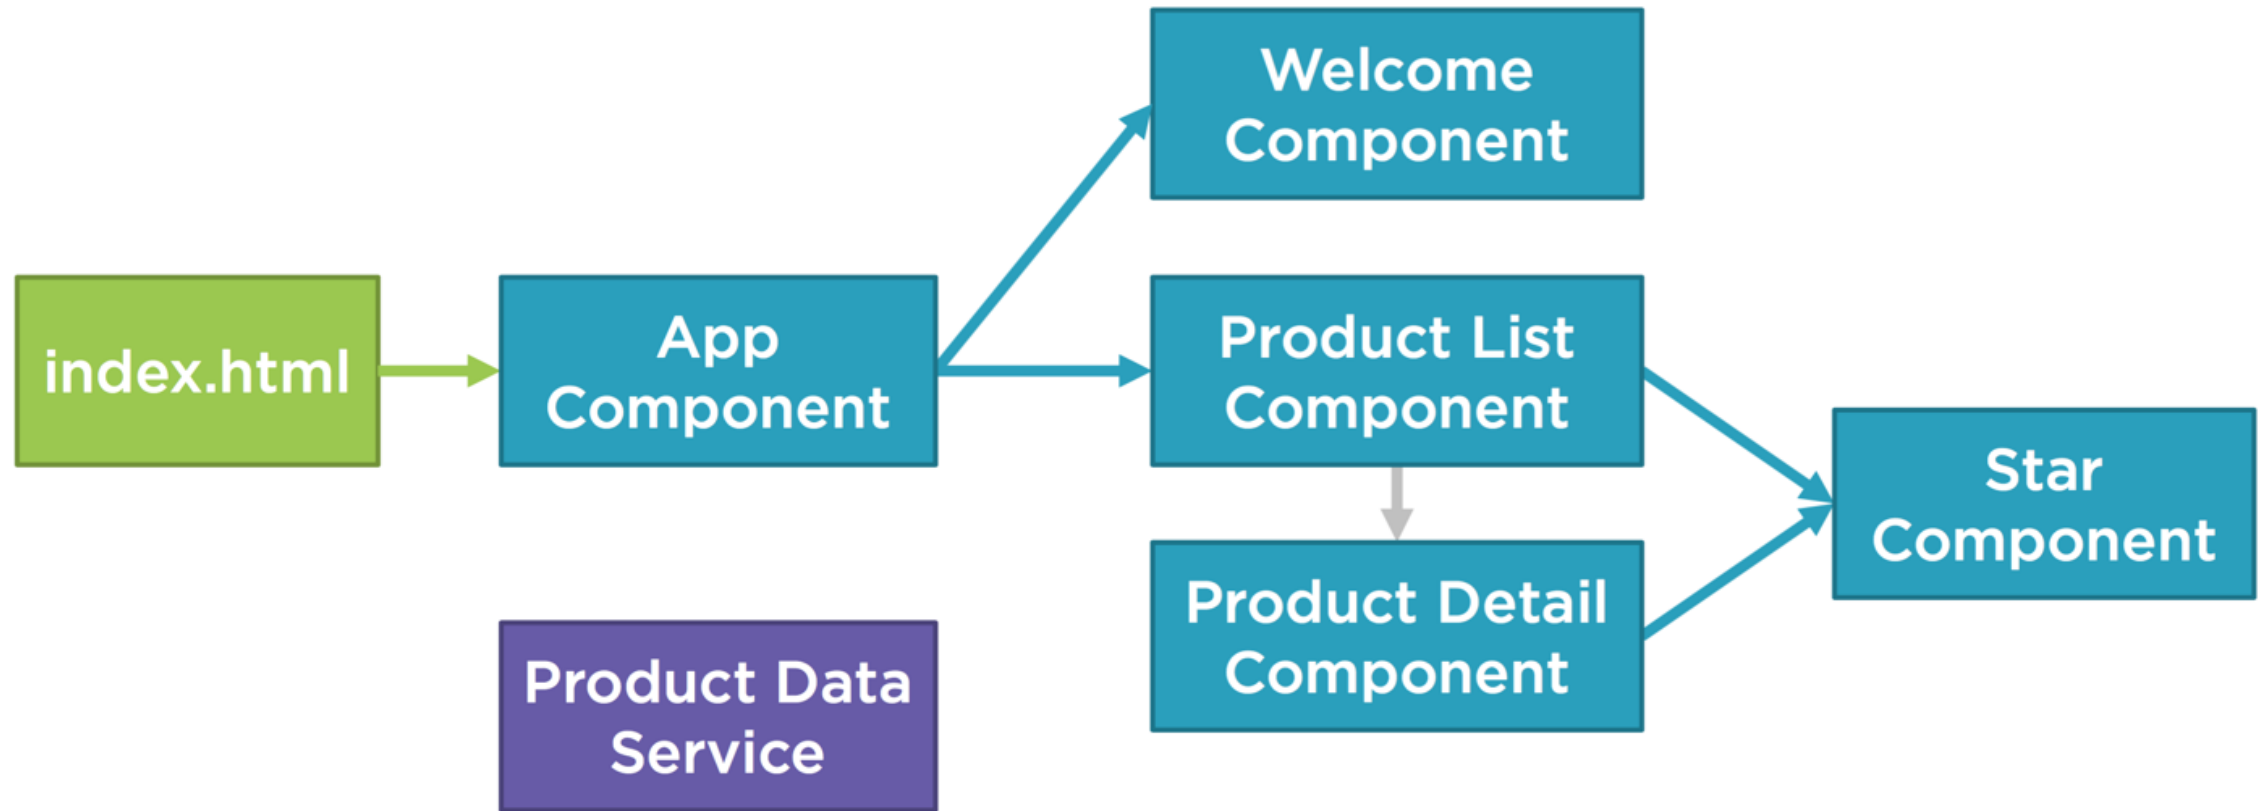 Welcome
Component
index.html
App
Component
Product List
Component
Star
Component
Product Detail
Component
Product Data
Service